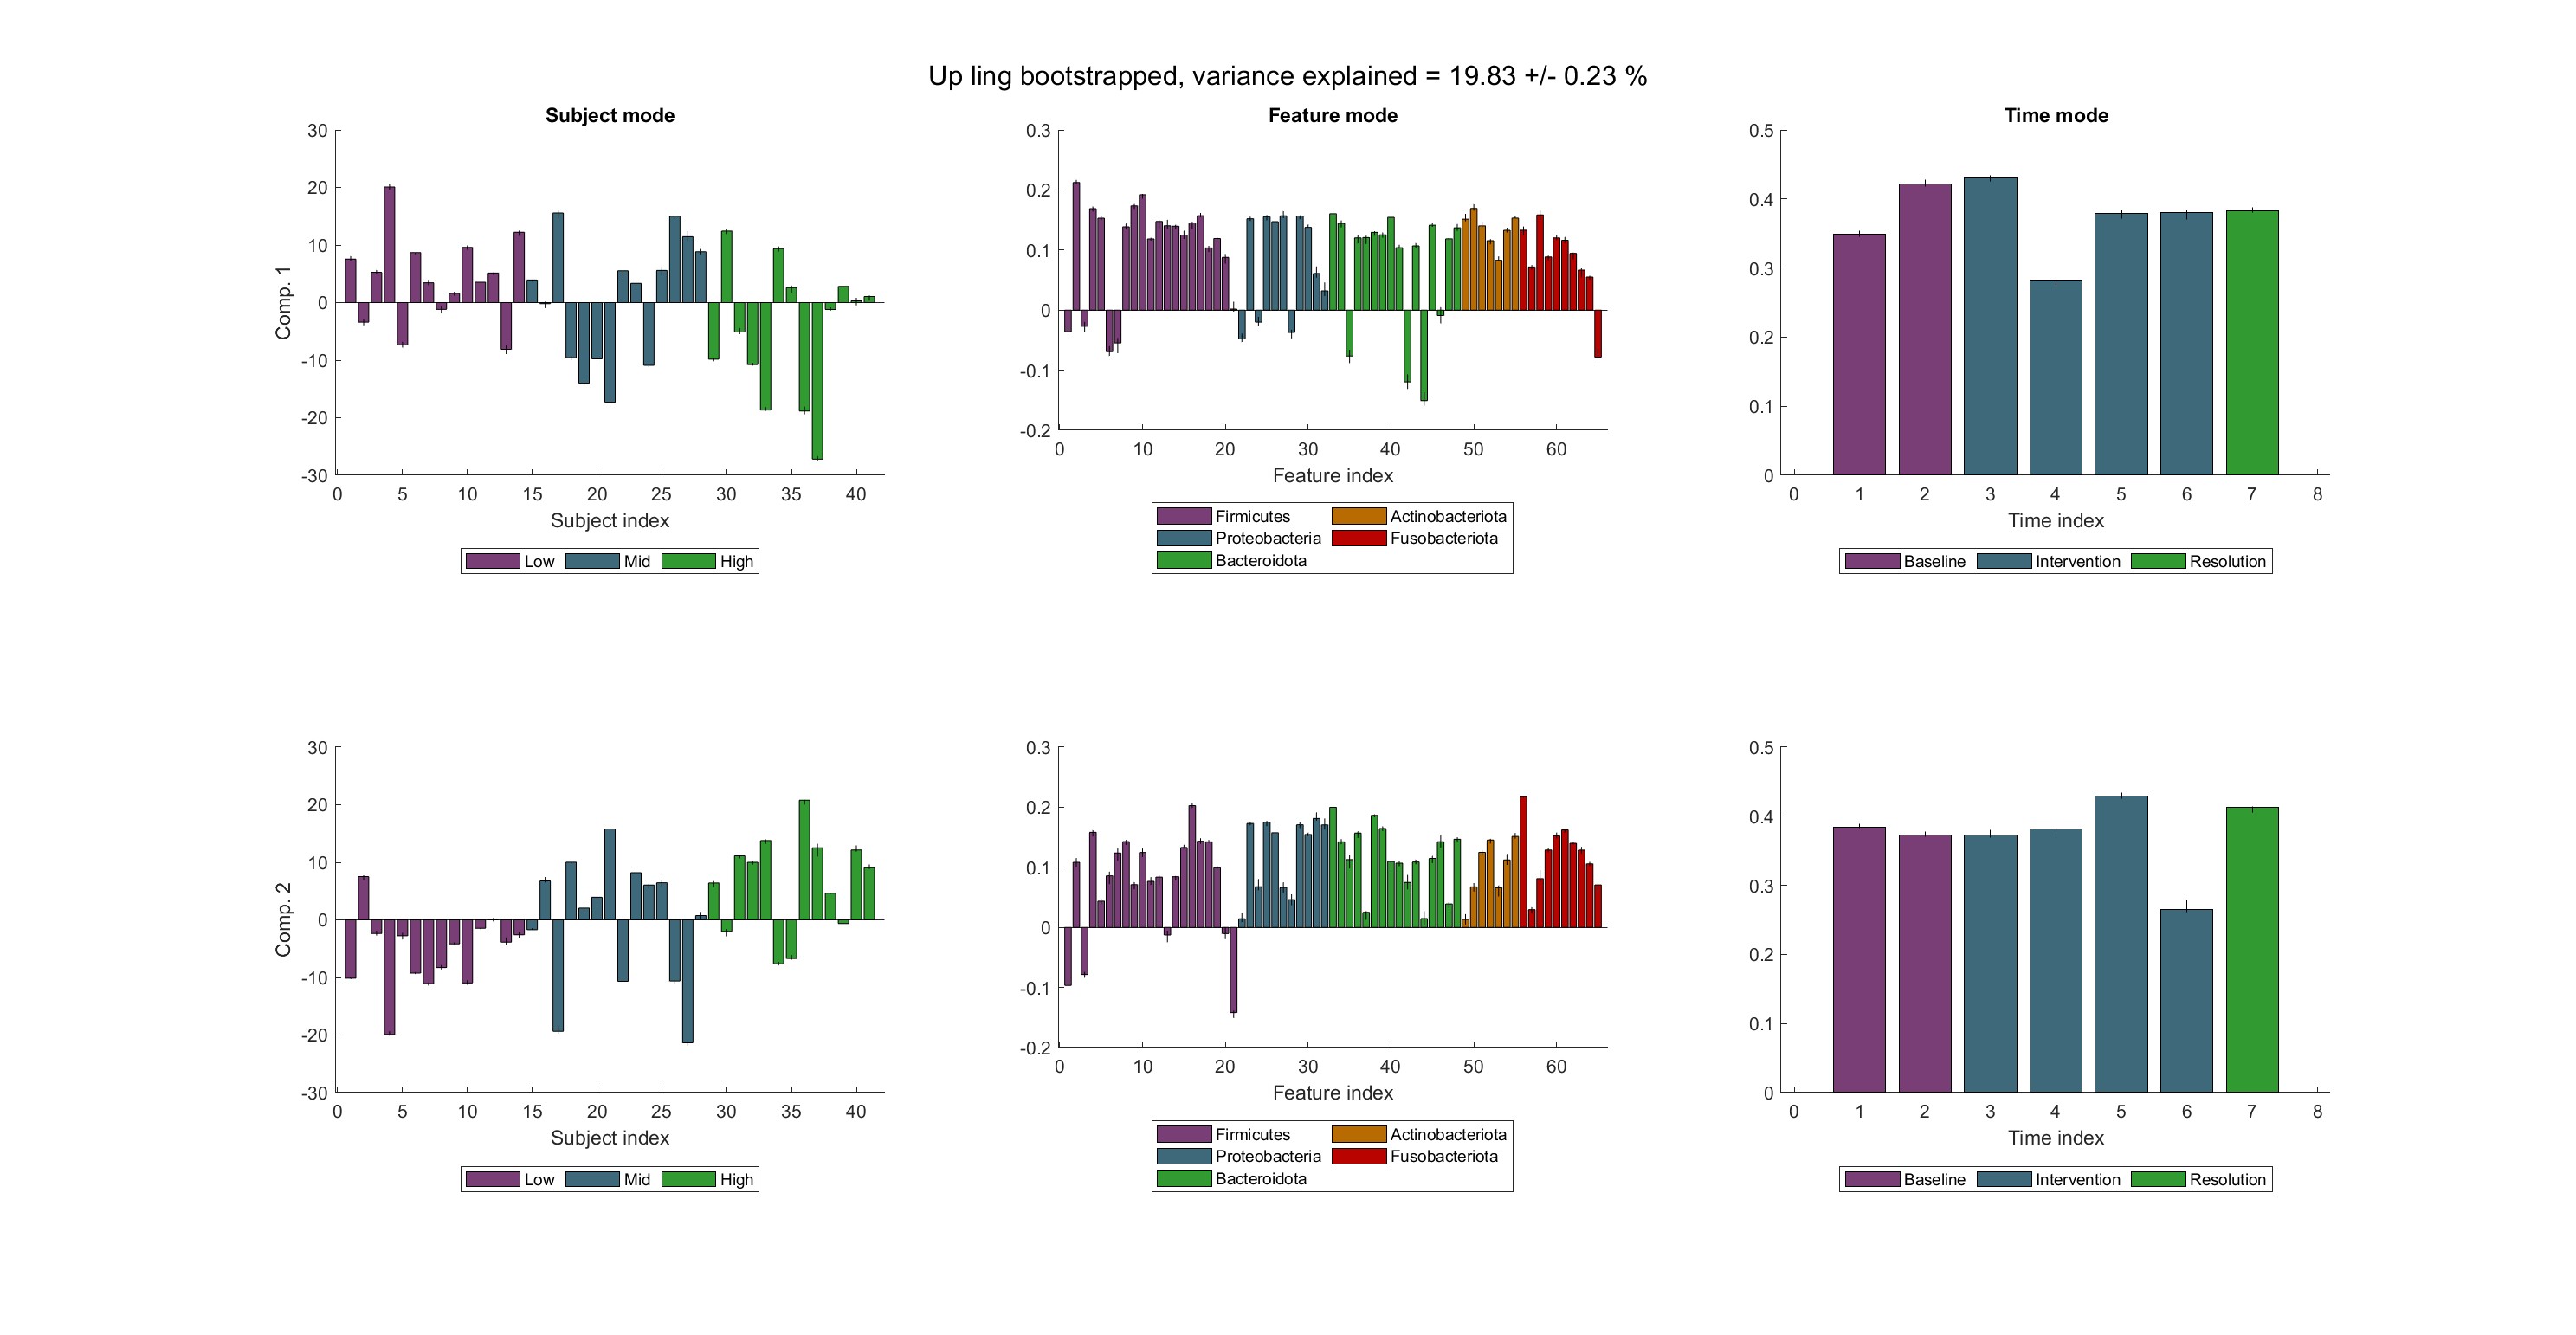 Up ling bootstrapped, variance explained = 19.83 +/- 0.23 %
Subject mode
30
20
10
0
-10
-20
-30
Comp. 1
0 5 10 15 20 25 30 35 40
Subject index
Low Mid High
Feature mode
0.3
0.2
0.1
0
-0.1
-0.2
0 10 20 30 40 50 60
Feature index
Firmicutes Actinobacteriota
Proteobacteria Fusobacteriota
Bacteroidota
Time mode
0.5
0.4
0.3
0.2
0.1
0
0 1 2 3 4 5 6 7 8
Time index
Baseline Intervention Resolution
30
20
10
0
-10
-20
-30
Comp. 2
0 5 10 15 20 25 30 35 40
Subject index
Low Mid High
0.3
0.2
0.1
0
-0.1
-0.2
0 10 20 30 40 50 60
Feature index
Firmicutes Actinobacteriota
Proteobacteria Fusobacteriota
Bacteroidota
0.5
0.4
0.3
0.2
0.1
0
0 1 2 3 4 5 6 7 8
Time index
Baseline Intervention Resolution